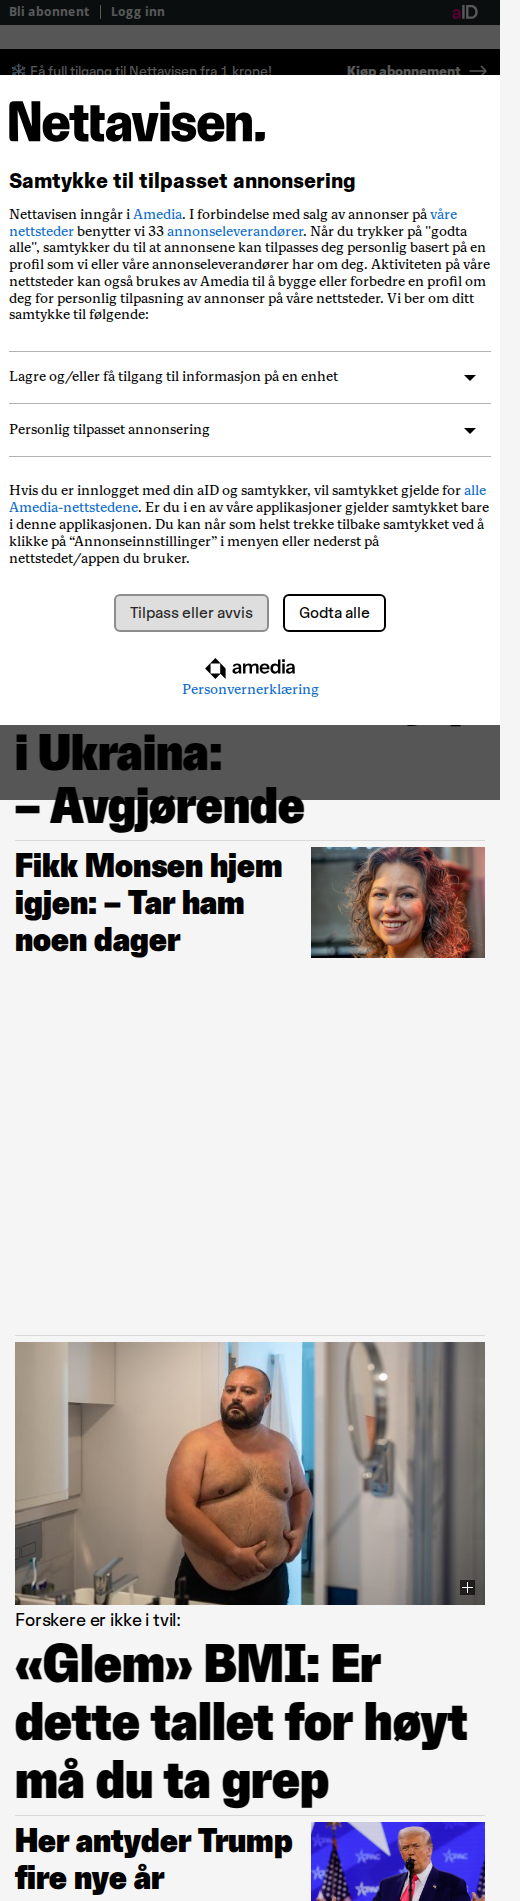 Bli abonnent | Logg inn
aID
Få full tilgang til Nettavisen fra 1 krone!
Kjøp abonnement
Nettavisen.
Samtykke til tilpasset annonsering
Nettavisen inngår i Amedia. I forbindelse med salg av annonser på våre
nettsteder benytter vi 33 annonseleverandører. Når du trykker på "godta
alle", samtykker du til at annonsene kan tilpasses deg personlig basert på en
profil som vi eller våre annonseleverandører har om deg. Aktiviteten på våre
nettsteder kan også brukes av Amedia til å bygge eller forbedre en profil om
deg for personlig tilpasning av annonser på våre nettsteder. Vi ber om ditt
samtykke til følgende:
Lagre og/eller få tilgang til informasjon på en enhet
Personlig tilpasset annonsering
Hvis du er innlogget med din aID og samtykker, vil samtykket gjelde for alle
Amedia-nettstedene. Er du i en av våre applikasjoner gjelder samtykket bare
i denne applikasjonen. Du kan når som helst trekke tilbake samtykket ved å
klikke på “Annonseinnstillinger” i menyen eller nederst på
nettstedet/appen du bruker.
Tilpass eller avvis
Godta alle
amedia
Personvernerklæring
i Ukraina:
– Avgjørende
Fikk Monsen hjem
igjen: – Tar ham
noen dager
Forskere er ikke i tvil:
«Glem» BMI: Er
dette tallet for høyt
må du ta grep
Her antyder Trump
fire nye år
CPAC
CPAC